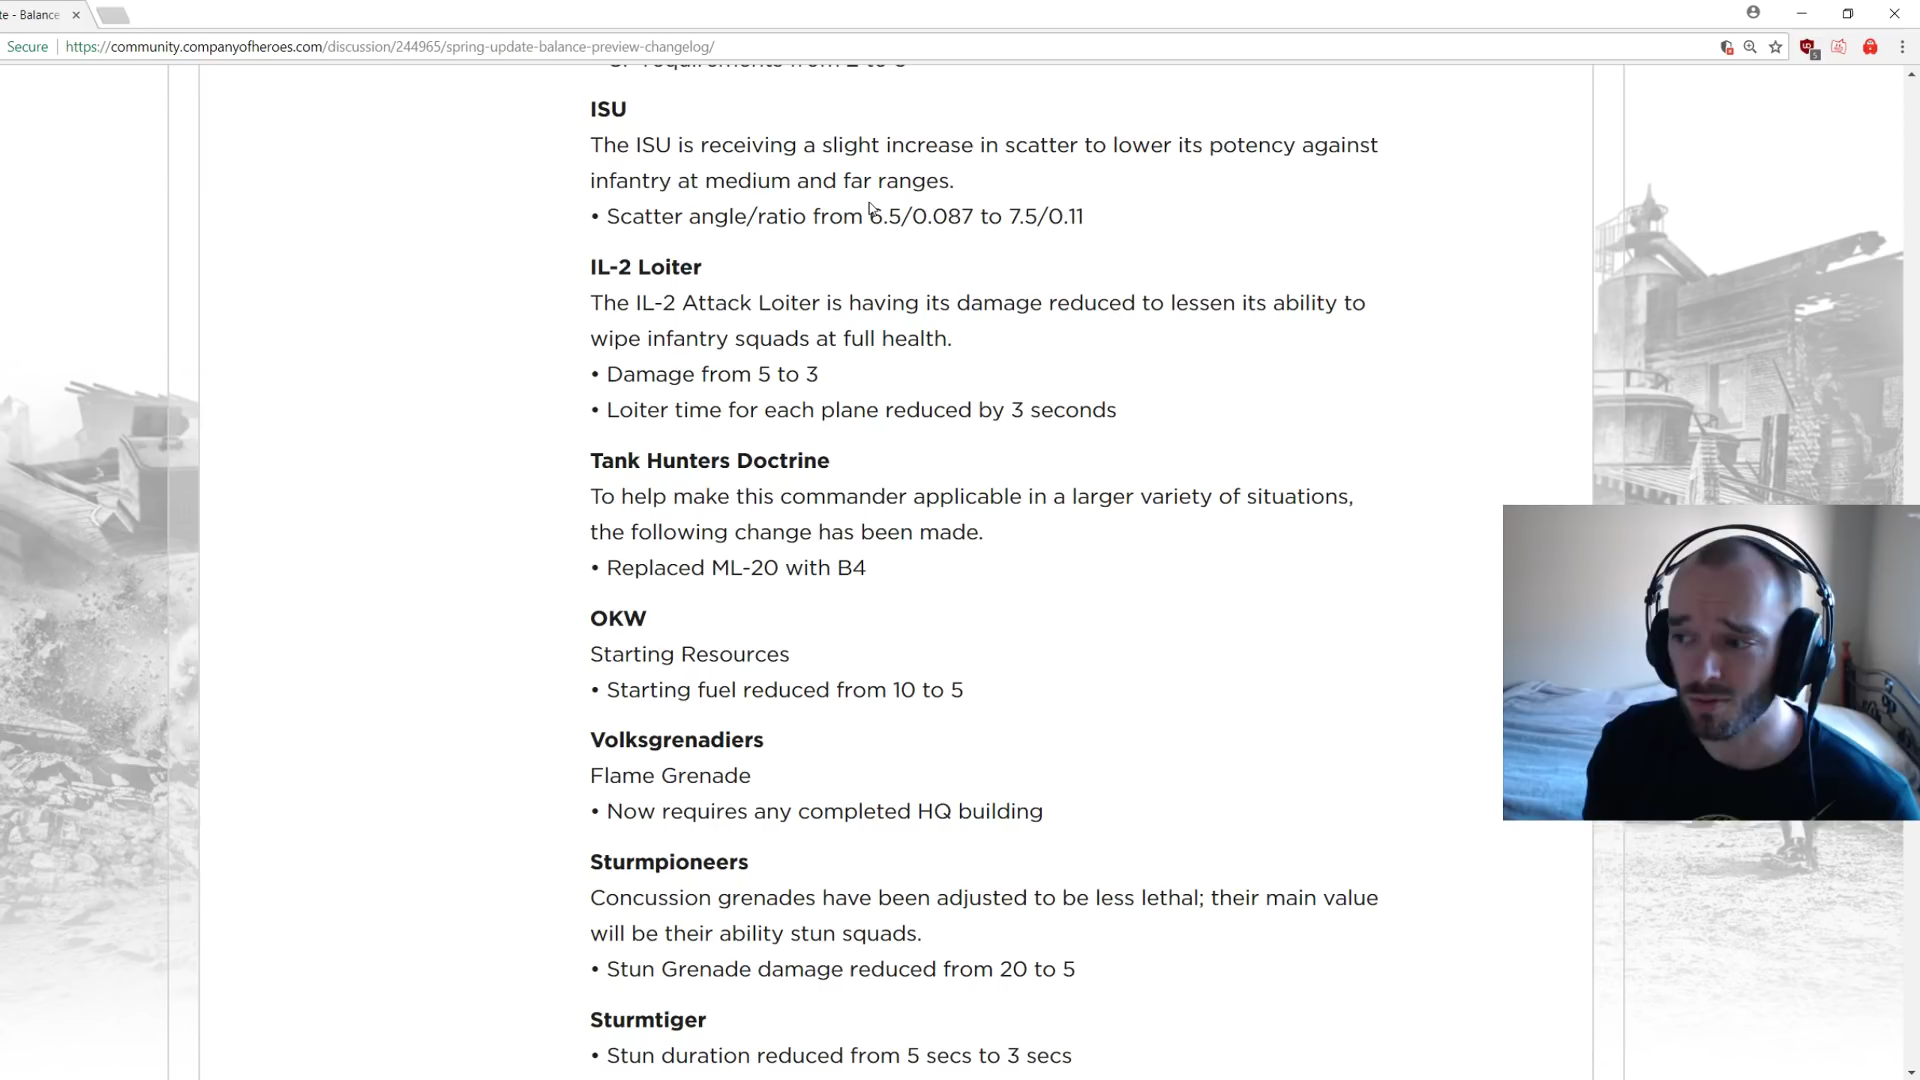 te - Balance
Secure https://community.companyofheroes.com/discussion/244965/spring-update-balance-preview-changelog/
ISU
The ISU is receiving a slight increase in scatter to lower its potency against
infantry at medium and far ranges.
• Scatter angle/ratio from 6.5/0.087 to 7.5/0.11
IL-2 Loiter
The IL-2 Attack Loiter is having its damage reduced to lessen its ability to
wipe infantry squads at full health.
• Damage from 5 to 3
• Loiter time for each plane reduced by 3 seconds
Tank Hunters Doctrine
To help make this commander applicable in a larger variety of situations,
the following change has been made.
• Replaced ML-20 with B4
OKW
Starting Resources
• Starting fuel reduced from 10 to 5
Volksgrenadiers
Flame Grenade
• Now requires any completed HQ building
Sturmpioneers
Concussion grenades have been adjusted to be less lethal; their main value
will be their ability stun squads.
• Stun Grenade damage reduced from 20 to 5
Sturmtiger
• Stun duration reduced from 5 secs to 3 secs